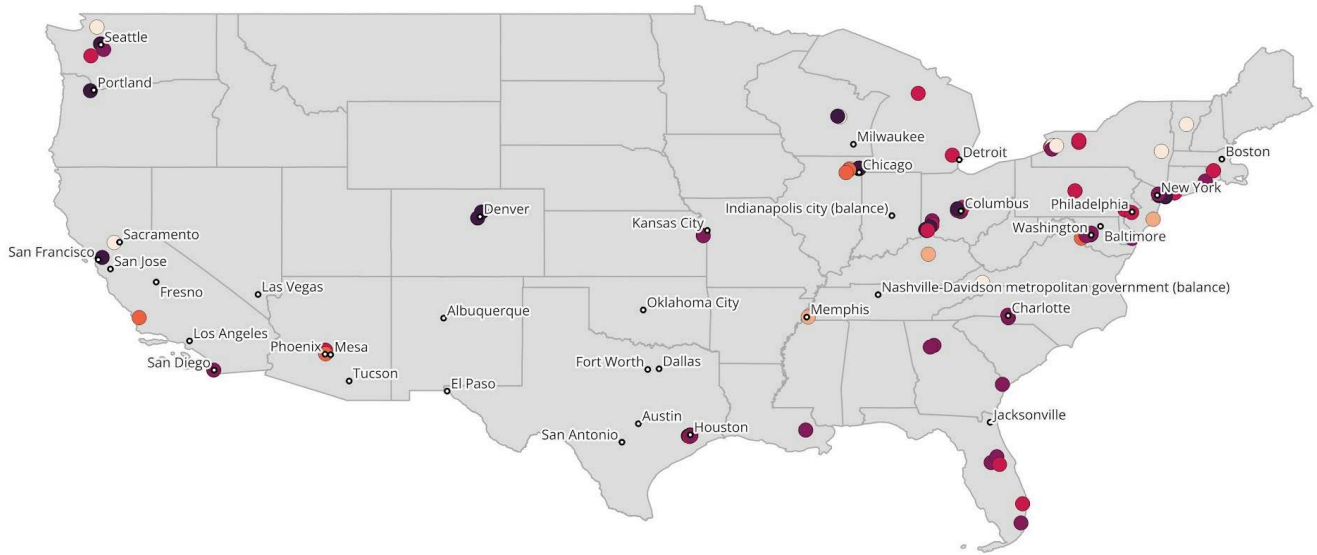 Seattle
Portland
Milwaukee
Detroit
Boston
Chicago
New York
Denver
Indianapolis city (balance)
Columbus
Philadelphia
Kansas City
Washington
Baltimore
Sacramento
San Francisco
San Jose
Fresno
Las Vegas
Nashville-Davidson metropolitan government (balance)
Albuquerque
Oklahoma City
Memphis
Charlotte
Los Angeles
Phoenix
Mesa
San Diego
Tucson
Fort Worth
Dallas
El Paso
Austin
Jacksonville
San Antonio
Houston